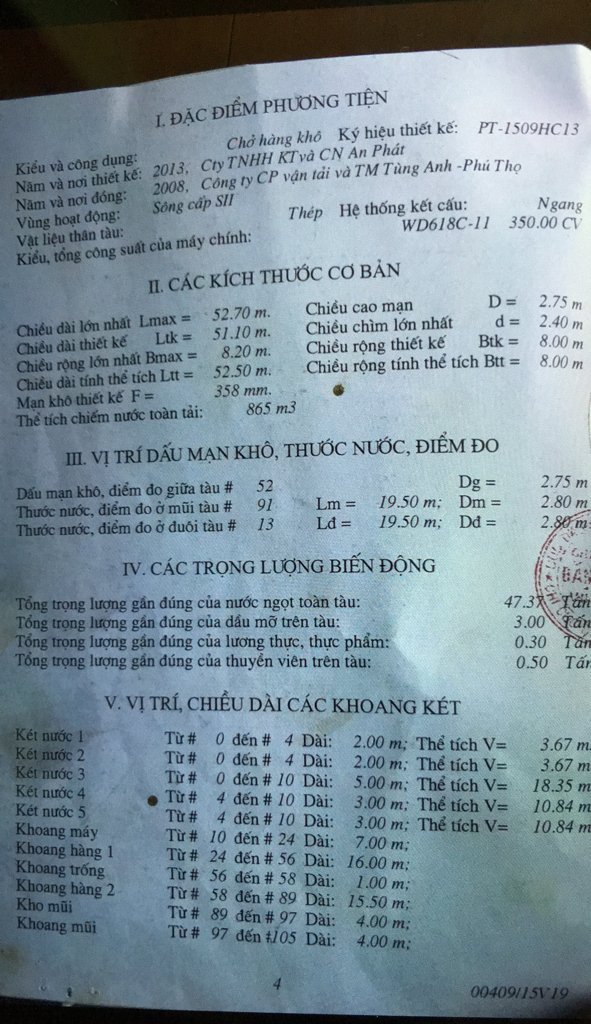 I. ĐẶC ĐIỂM PHƯƠNG TIỆN
Kiểu và công dụng: Chở hàng khô Ký hiệu thiết kế: PT-1509HC13
Năm và nơi thiết kế: 2013, Cty TNHH KT và CN An Phát
Năm và nơi đóng: 2008, Công ty CP vận tải và TM Tùng Anh -Phú Thọ
Vùng hoạt động: Sông cấp SII
Vật liệu thân tàu: Thép Hệ thống kết cấu: Ngang
Kiểu, tổng công suất của máy chính: WD618C-11 350.00 CV
II. CÁC KÍCH THƯỚC CƠ BẢN
Chiều dài lớn nhất Lmax = 52.70 m. Chiều cao mạn D = 2.75 m
Chiều dài thiết kế Ltk = 51.10 m. Chiều chìm lớn nhất d = 2.40 m
Chiều rộng lớn nhất Bmax = 8.20 m. Chiều rộng thiết kế Btk = 8.00 m
Chiều dài tính thể tích Ltt = 52.50 m. Chiều rộng tính thể tích Btt = 8.00 m
Mạn khô thiết kế F = 358 mm.
Thể tích chiếm nước toàn tải: 865 m3
III. VỊ TRÍ DẤU MẠN KHÔ, THƯỚC NƯỚC, ĐIỂM ĐO
Dấu mạn khô, điểm đo giữa tàu # 52 Dg = 2.75 m
Thước nước, điểm đo ở mũi tàu # 91 Lm = 19.50 m; Dm = 2.80 m
Thước nước, điểm đo ở đuôi tàu # 13 Lđ = 19.50 m; Dđ = 2.80 m
IV. CÁC TRỌNG LƯỢNG BIẾN ĐỘNG
Tổng trọng lượng gần đúng của nước ngọt toàn tàu: 47.37 Tấn
Tổng trọng lượng gần đúng của dầu mỡ trên tàu: 3.00 Tấn
Tổng trọng lượng gần đúng của lương thực, thực phẩm: 0.30 Tấn
Tổng trọng lượng gần đúng của thuyền viên trên tàu: 0.50 Tấn
V. VỊ TRÍ, CHIỀU DÀI CÁC KHOANG KÉT
Két nước 1 Từ # 0 đến # 4 Dài: 2.00 m; Thể tích V= 3.67 m
Két nước 2 Từ # 0 đến # 4 Dài: 2.00 m; Thể tích V= 3.67 m
Két nước 3 Từ # 0 đến # 10 Dài: 5.00 m; Thể tích V= 18.35 m
Két nước 4 Từ # 4 đến # 10 Dài: 3.00 m; Thể tích V= 10.84 m
Két nước 5 Từ # 4 đến # 10 Dài: 3.00 m; Thể tích V= 10.84 m
Khoang máy Từ # 10 đến # 24 Dài: 7.00 m;
Khoang hàng 1 Từ # 24 đến # 56 Dài: 16.00 m;
Khoang trống Từ # 56 đến # 58 Dài: 1.00 m;
Khoang hàng 2 Từ # 58 đến # 89 Dài: 15.50 m;
Kho mũi Từ # 89 đến # 97 Dài: 4.00 m;
Khoang mũi Từ # 97 đến #105 Dài: 4.00 m;
4
00409/15V19